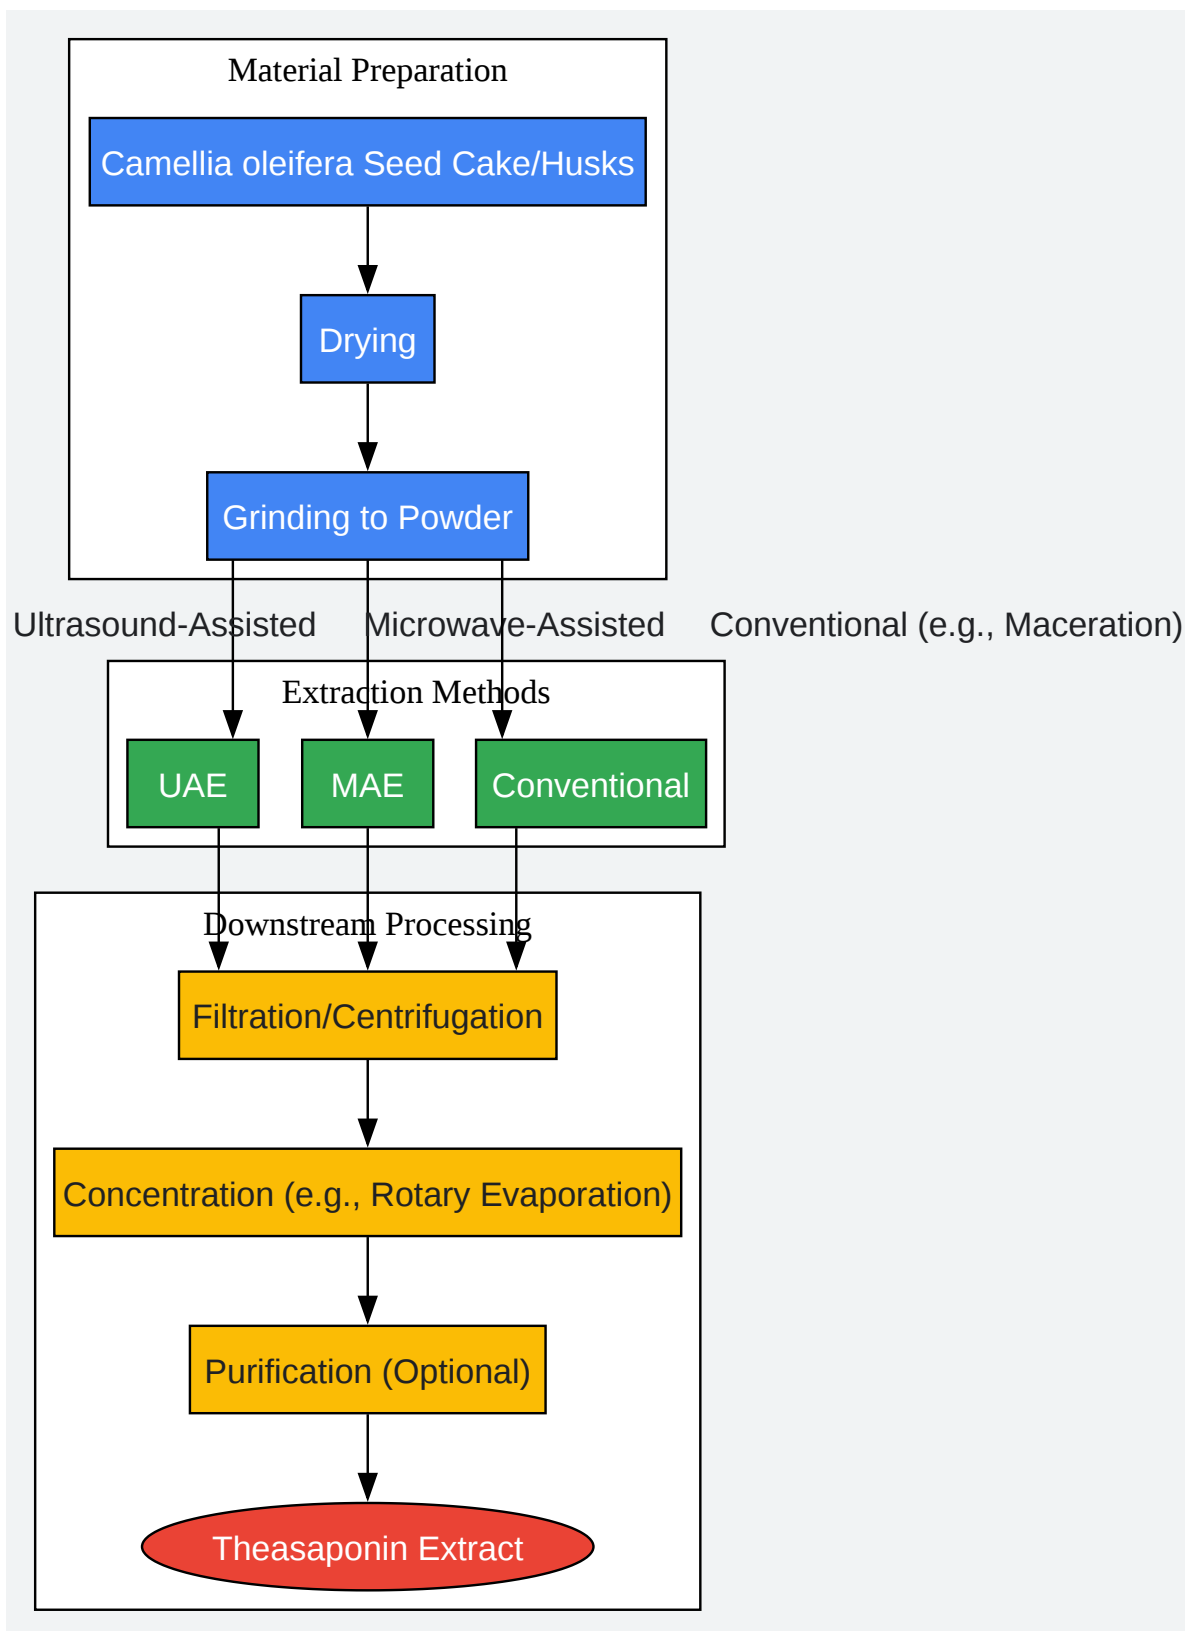 Material Preparation
Camellia oleifera Seed Cake/Husks
Drying
Grinding to Powder
Ultrasound-Assisted
Microwave-Assisted
Conventional (e.g., Maceration)
Extraction Methods
UAE
MAE
Conventional
Downstream Processing
Filtration/Centrifugation
Concentration (e.g., Rotary Evaporation)
Purification (Optional)
Theasaponin Extract